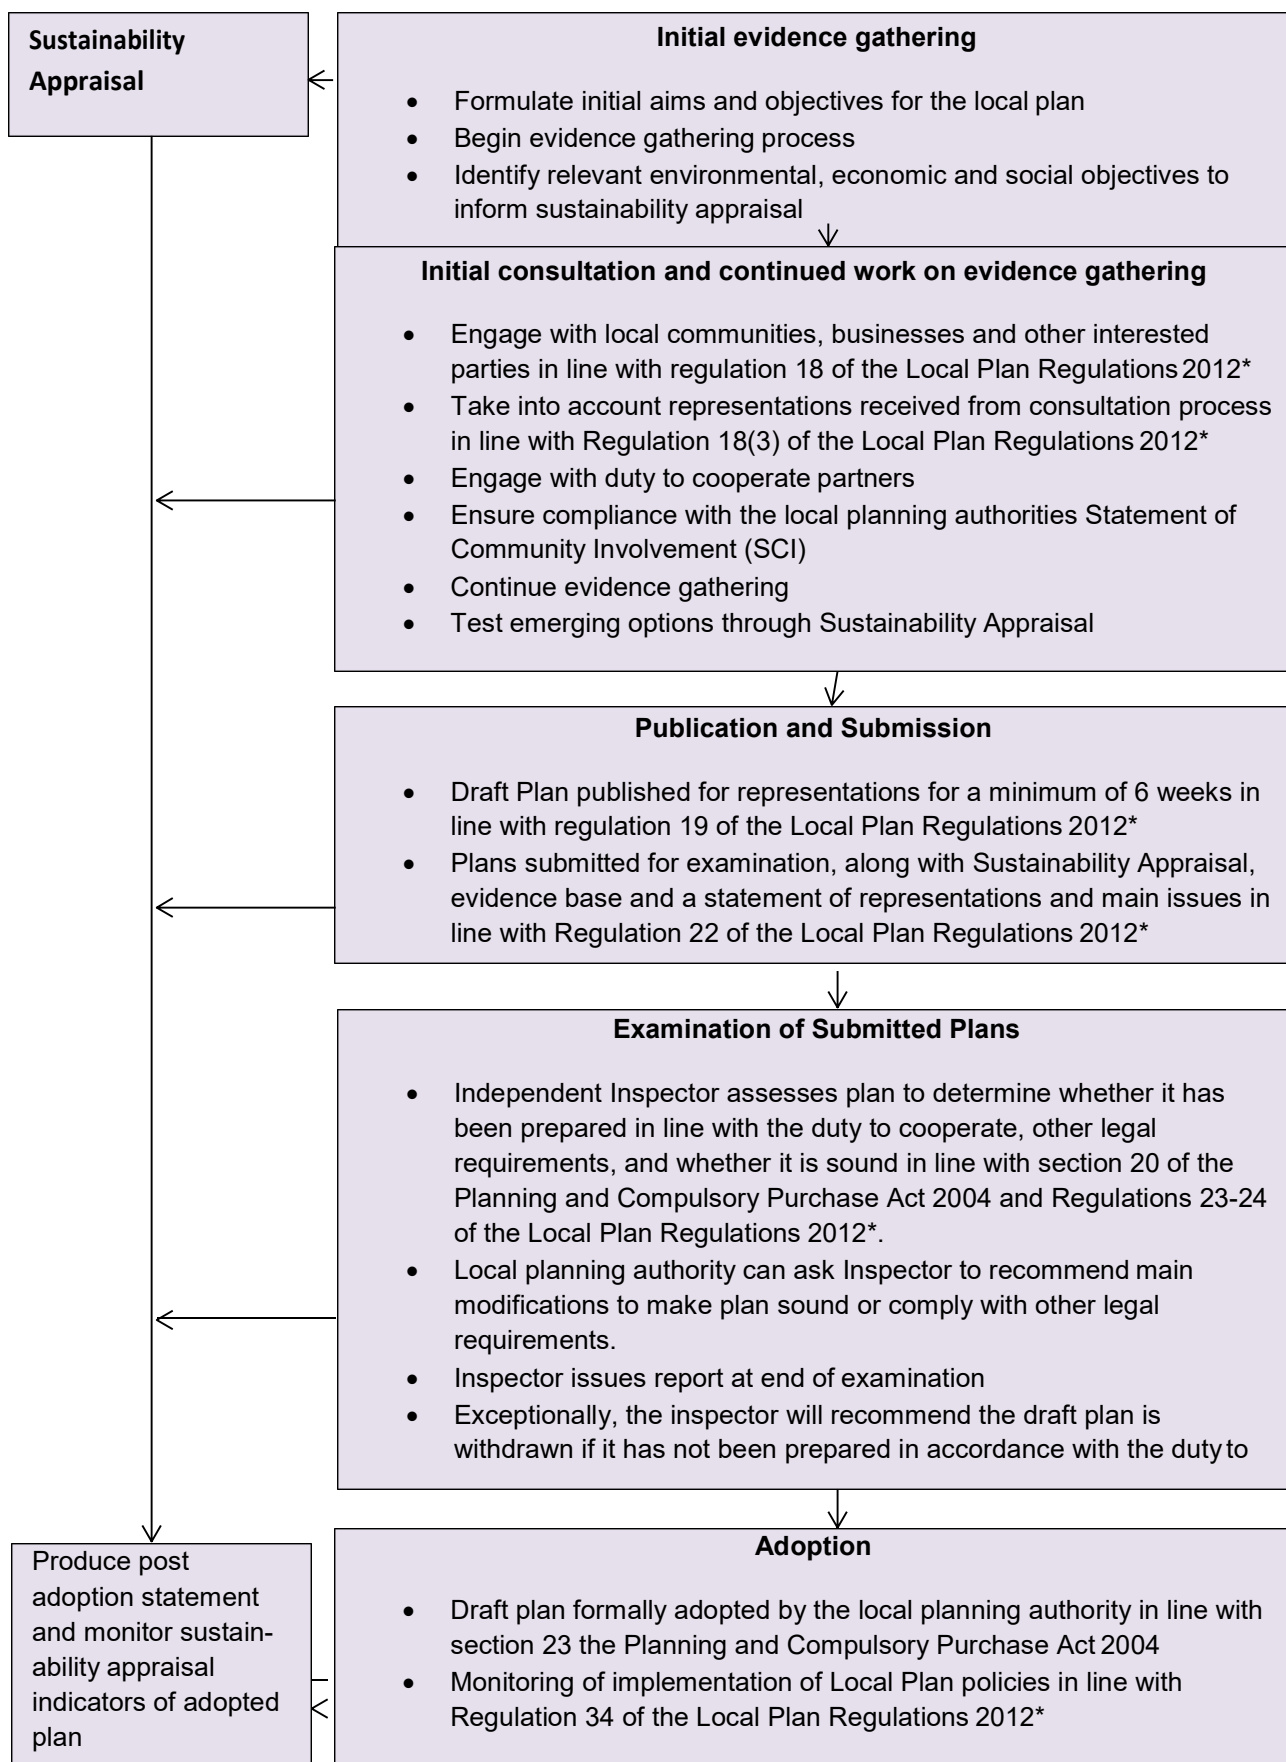 Sustainability
Appraisal
Initial evidence gathering
• Formulate initial aims and objectives for the local plan
• Begin evidence gathering process
• Identify relevant environmental, economic and social objectives to
inform sustainability appraisal
Initial consultation and continued work on evidence gathering
• Engage with local communities, businesses and other interested
parties in line with regulation 18 of the Local Plan Regulations 2012*
• Take into account representations received from consultation process
in line with Regulation 18(3) of the Local Plan Regulations 2012*
• Engage with duty to cooperate partners
• Ensure compliance with the local planning authorities Statement of
Community Involvement (SCI)
• Continue evidence gathering
• Test emerging options through Sustainability Appraisal
Publication and Submission
• Draft Plan published for representations for a minimum of 6 weeks in
line with regulation 19 of the Local Plan Regulations 2012*
• Plans submitted for examination, along with Sustainability Appraisal,
evidence base and a statement of representations and main issues in
line with Regulation 22 of the Local Plan Regulations 2012*
Examination of Submitted Plans
• Independent Inspector assesses plan to determine whether it has
been prepared in line with the duty to cooperate, other legal
requirements, and whether it is sound in line with section 20 of the
Planning and Compulsory Purchase Act 2004 and Regulations 23-24
of the Local Plan Regulations 2012*.
• Local planning authority can ask Inspector to recommend main
modifications to make plan sound or comply with other legal
requirements.
• Inspector issues report at end of examination
• Exceptionally, the inspector will recommend the draft plan is
withdrawn if it has not been prepared in accordance with the duty to
Produce post
adoption statement
and monitor sustain-
ability appraisal
indicators of adopted
plan
Adoption
• Draft plan formally adopted by the local planning authority in line with
section 23 the Planning and Compulsory Purchase Act 2004
• Monitoring of implementation of Local Plan policies in line with
Regulation 34 of the Local Plan Regulations 2012*